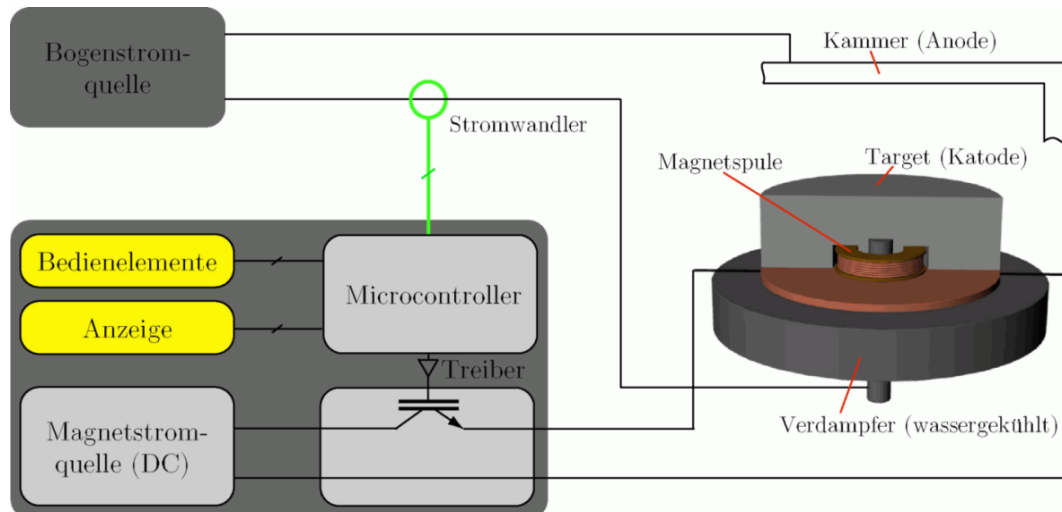 Bogenstrom-
quelle
Kammer (Anode)
Stromwandler
Magnetspule
Target (Katode)
Bedienelemente
Microcontroller
Anzeige
Treiber
Magnetstrom-
quelle (DC)
Verdampfer (wassergekühlt)